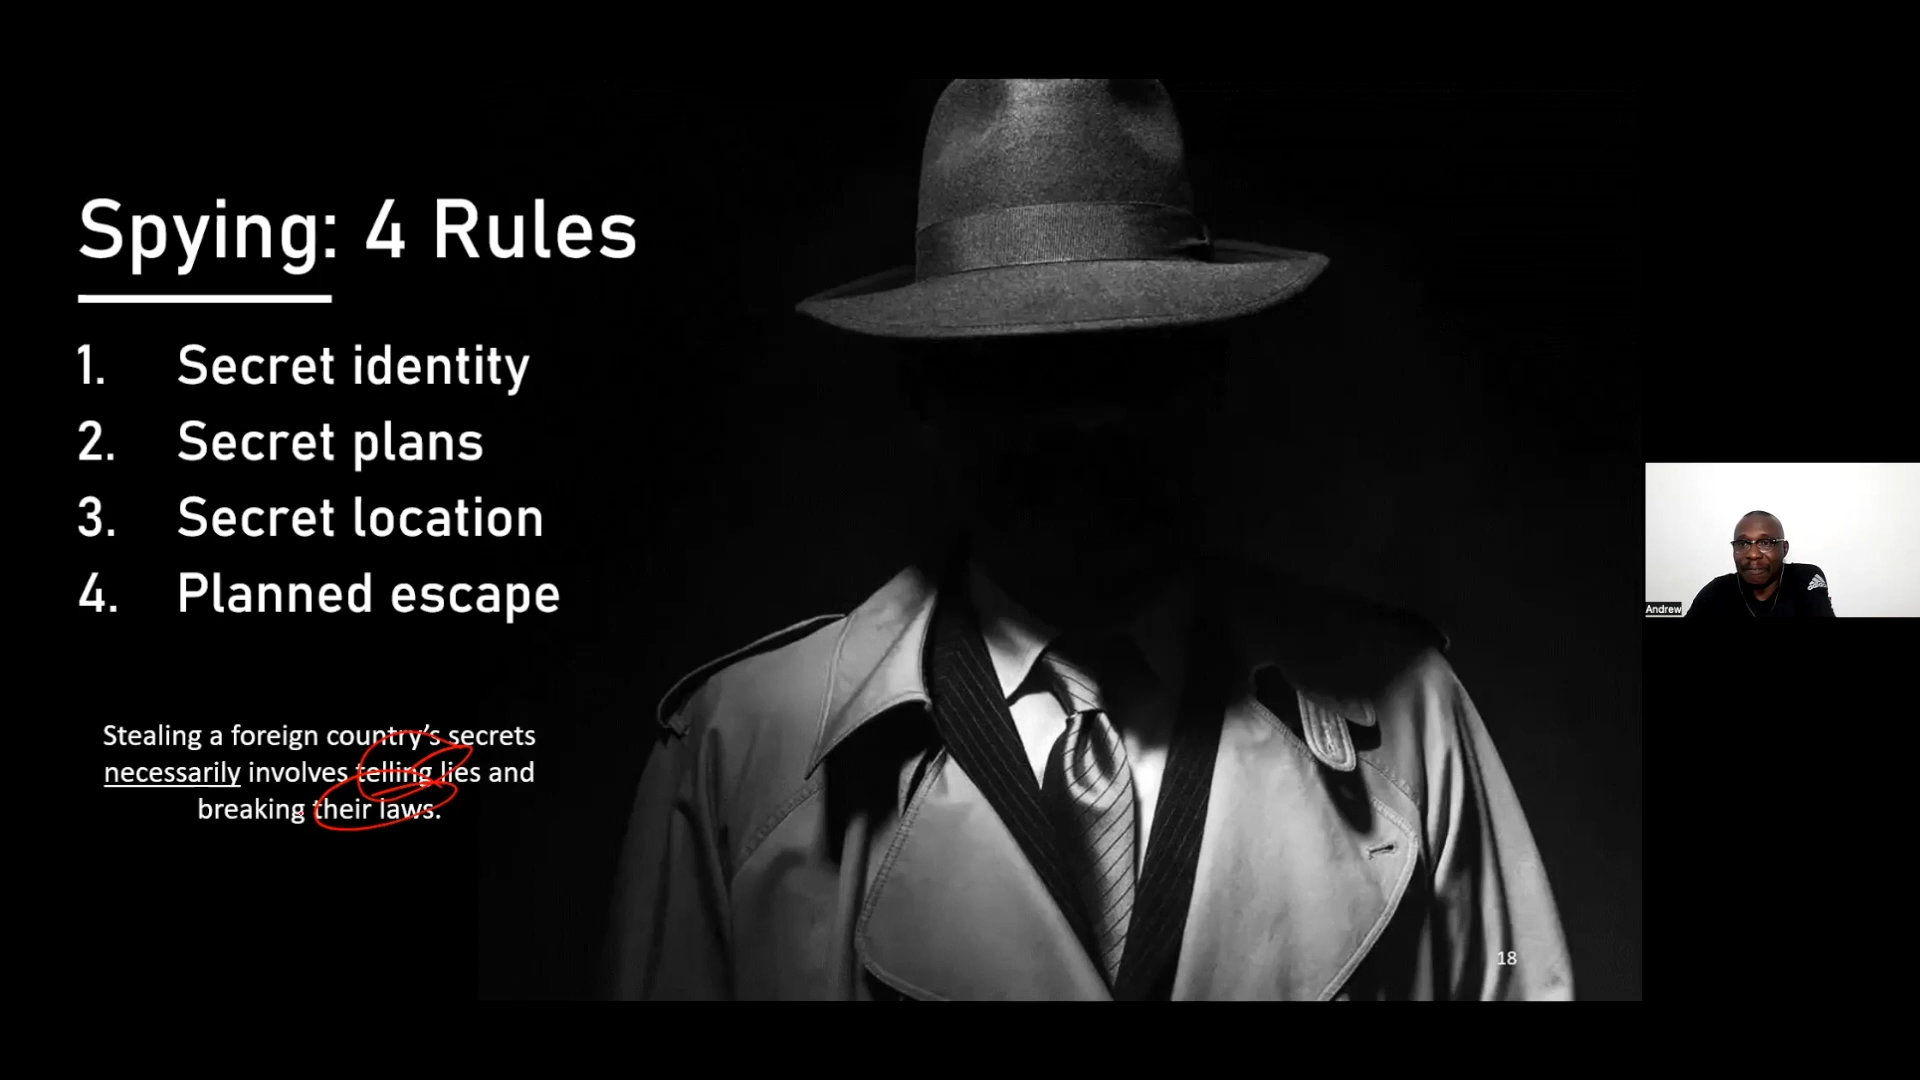 Spying: 4 Rules
1. Secret identity
2. Secret plans
3. Secret location
4. Planned escape
Stealing a foreign country's secrets
necessarily involves telling lies and
breaking their laws.
18
Andrew